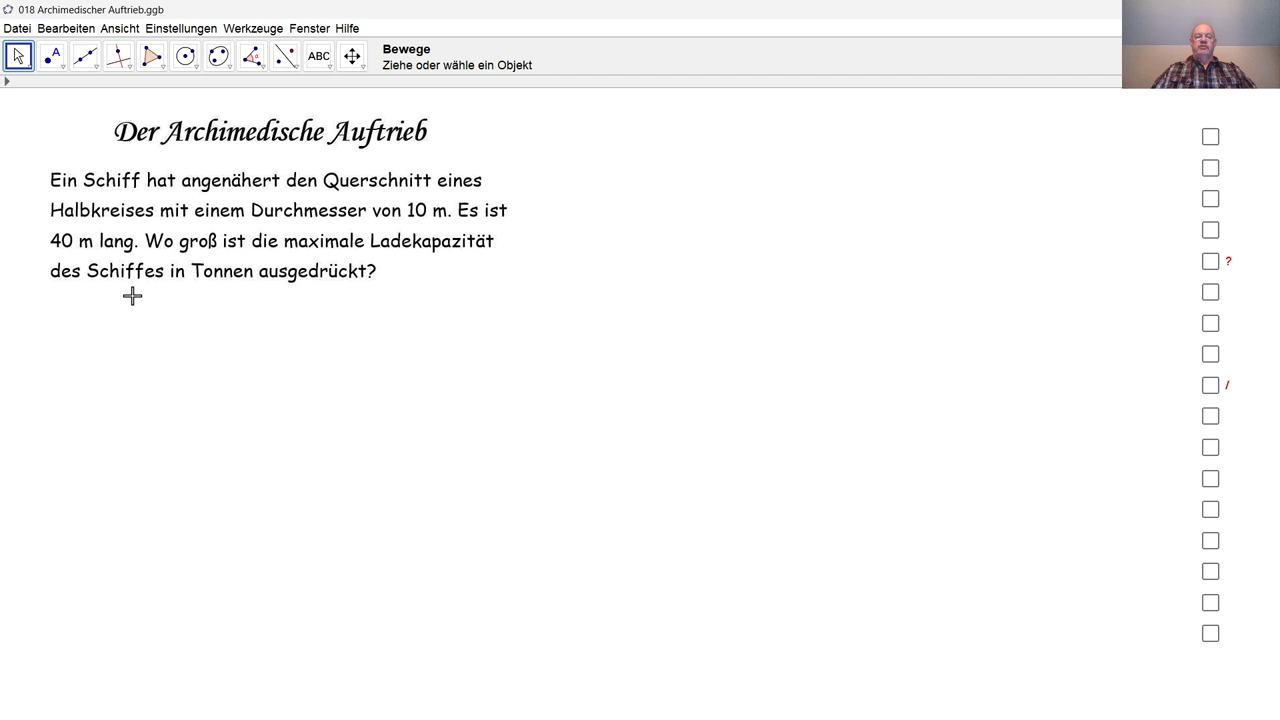 018 Archimedischer Auftrieb.ggb
Datei Bearbeiten Ansicht Einstellungen Werkzeuge Fenster Hilfe
A
ABC
Bewege
Ziehe oder wähle ein Objekt
Der Archimedische Auftrieb
Ein Schiff hat angenähert den Querschnitt eines
Halbkreises mit einem Durchmesser von 10 m. Es ist
40 m lang. Wo groß ist die maximale Ladekapazität
des Schiffes in Tonnen ausgedrückt?
?
/